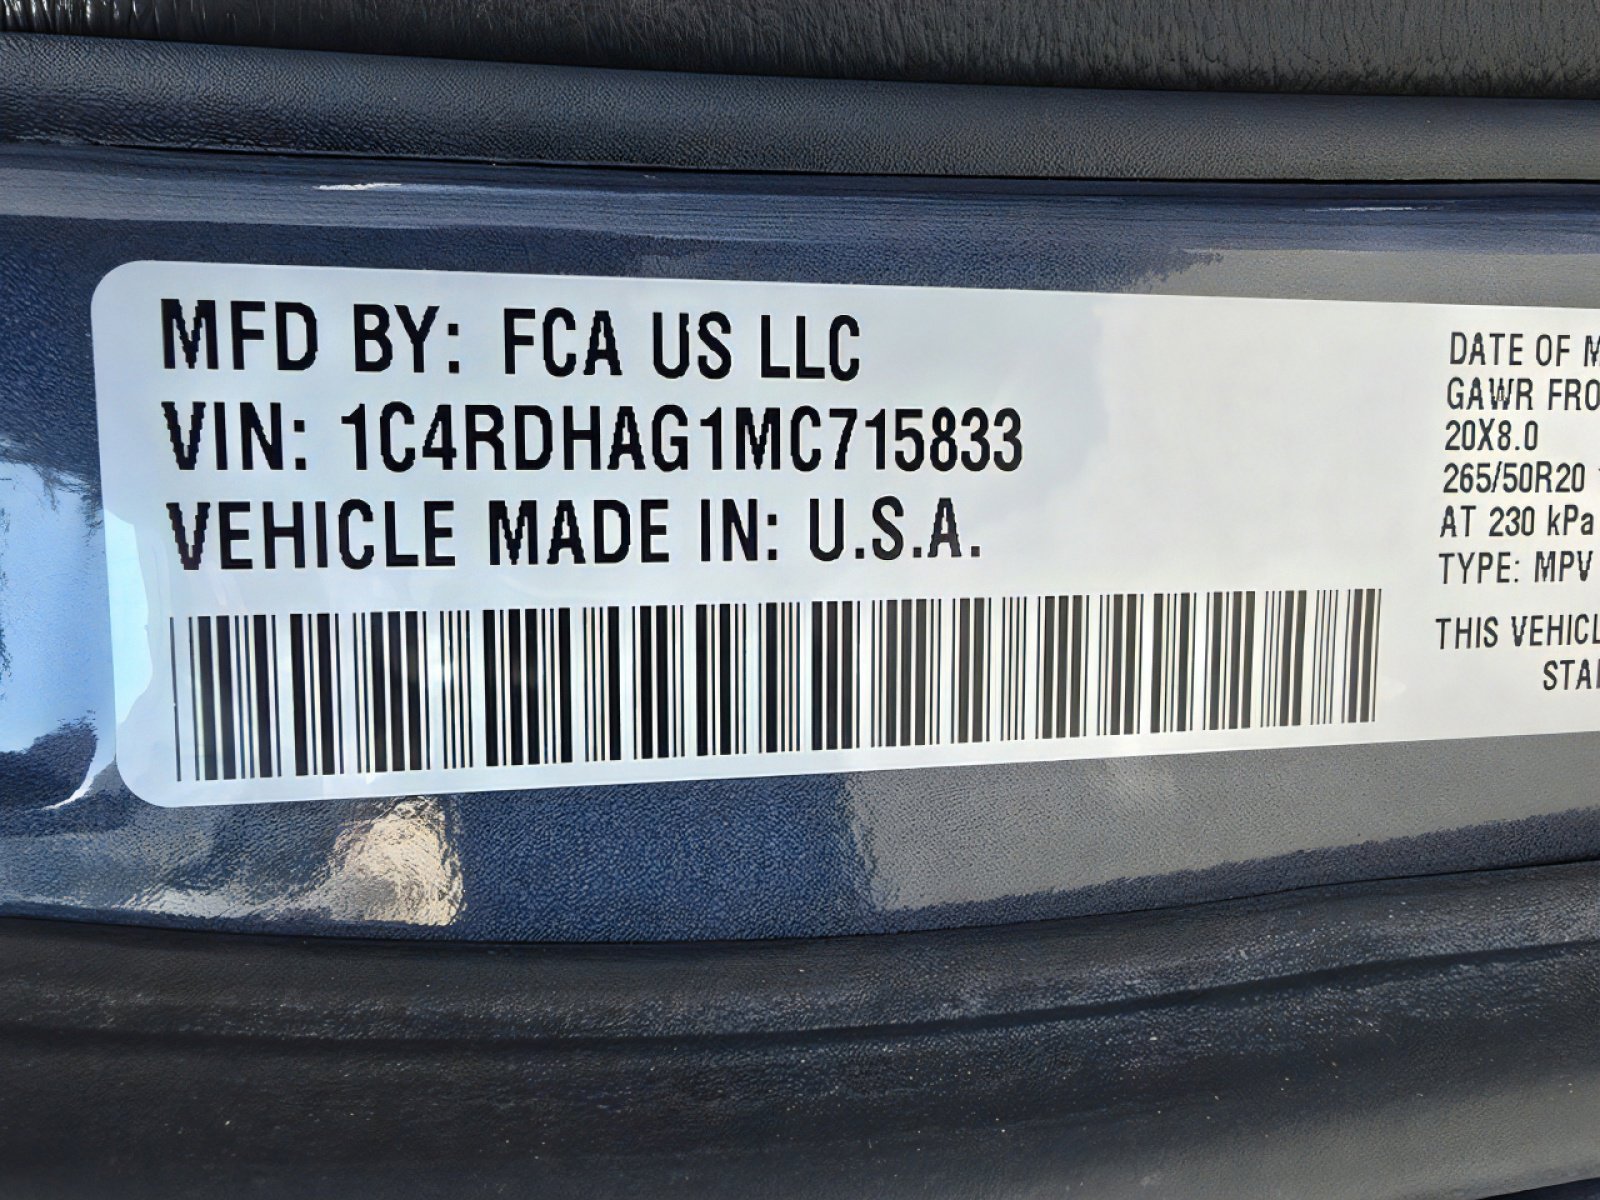 MFD BY: FCA US LLC
VIN: 1C4RDHAG1MC715833
VEHICLE MADE IN: U.S.A.
DATE OF M
GAWR FRO
20X8.0
265/50R20
AT 230 kPa
TYPE: MPV
THIS VEHICL
STA